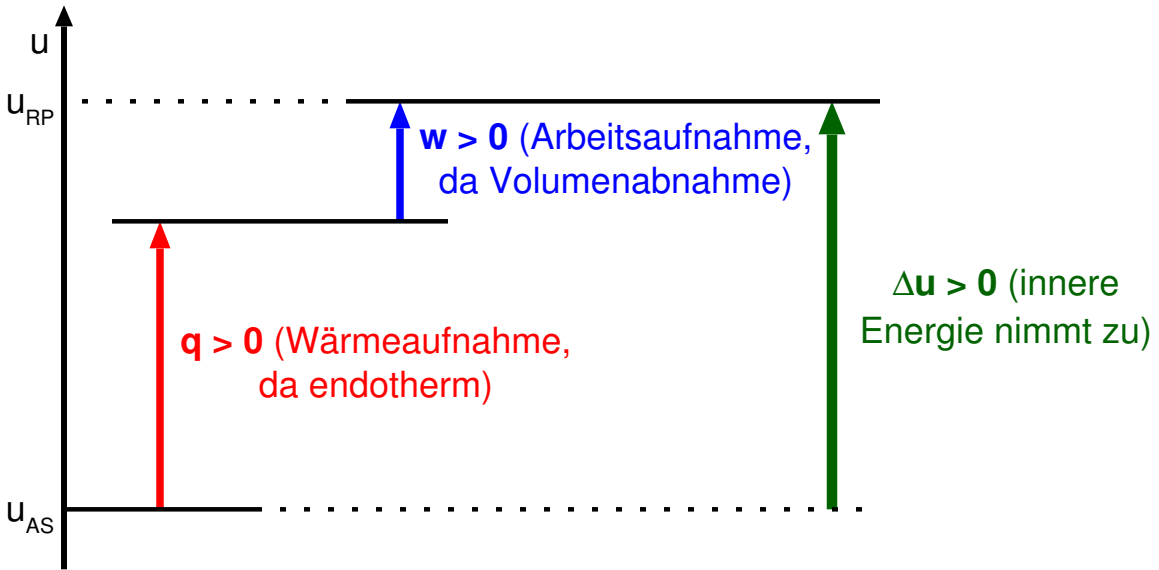 u
u_RP
w > 0 (Arbeitsaufnahme,
da Volumenabnahme)
Δu > 0 (innere
Energie nimmt zu)
q > 0 (Wärmeaufnahme,
da endotherm)
u_AS